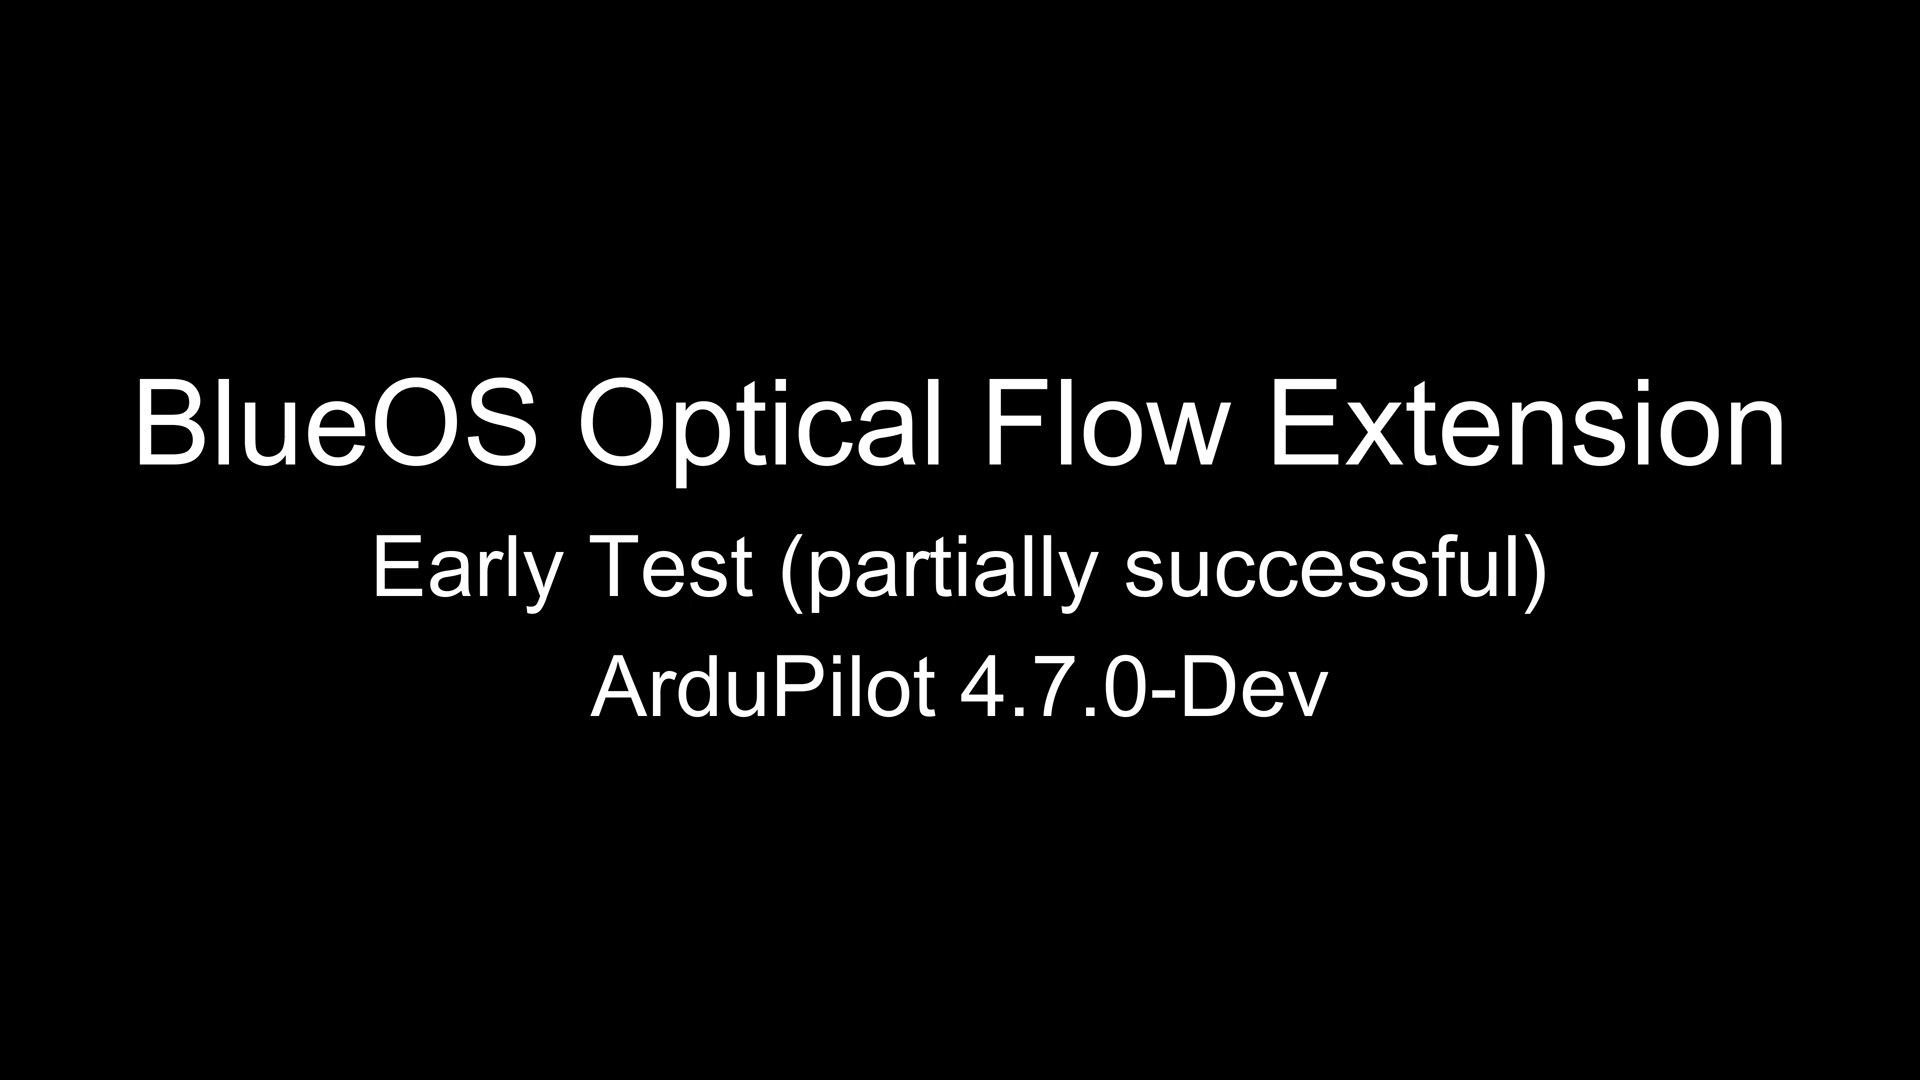 BlueOS Optical Flow Extension
Early Test (partially successful)
ArduPilot 4.7.0-Dev